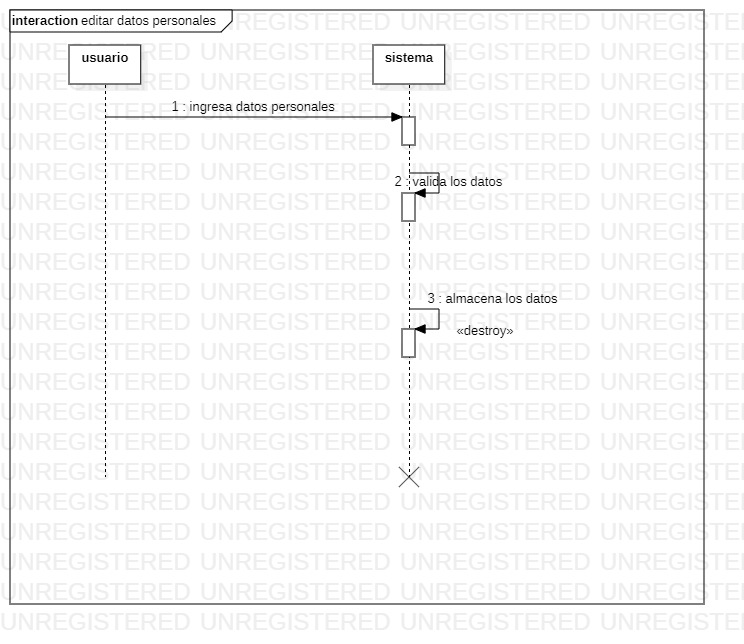 interaction editar datos personales
usuario
sistema
1 : ingresa datos personales
2 : valida los datos
3 : almacena los datos
«destroy»
UNREGISTERED